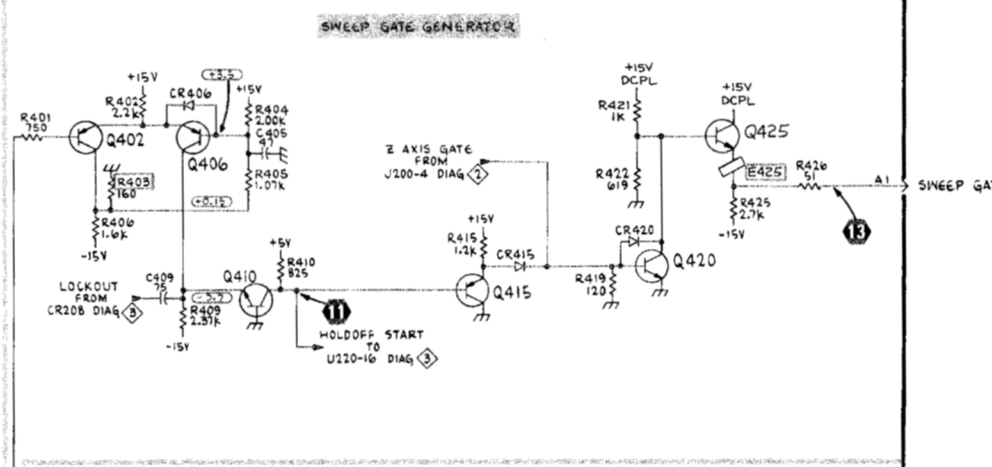 SWEEP GATE GENERATOR
+15V
R402
2.2K
CR406
+3.5
+15V
R404
2.00K
C405
47
R401
750
Q402
Q406
R403
160
R405
1.07K
+0.15
R406
1.6K
-15V
LOCKOUT
FROM
CR208 DIAG 3
C409
75
R409
2.37K
-15V
Q410
+5V
R410
825
11
HOLDOFF START
TO
U220-16 DIAG 3
Z AXIS GATE
FROM
J200-4 DIAG 2
+15V
R415
1.2K
CR415
Q415
+15V
DCPL
R421
1K
R422
619
CR420
R419
120
Q420
+15V
DCPL
Q425
E425
R426
51
R425
2.7K
-15V
A1
13
SWEEP GA